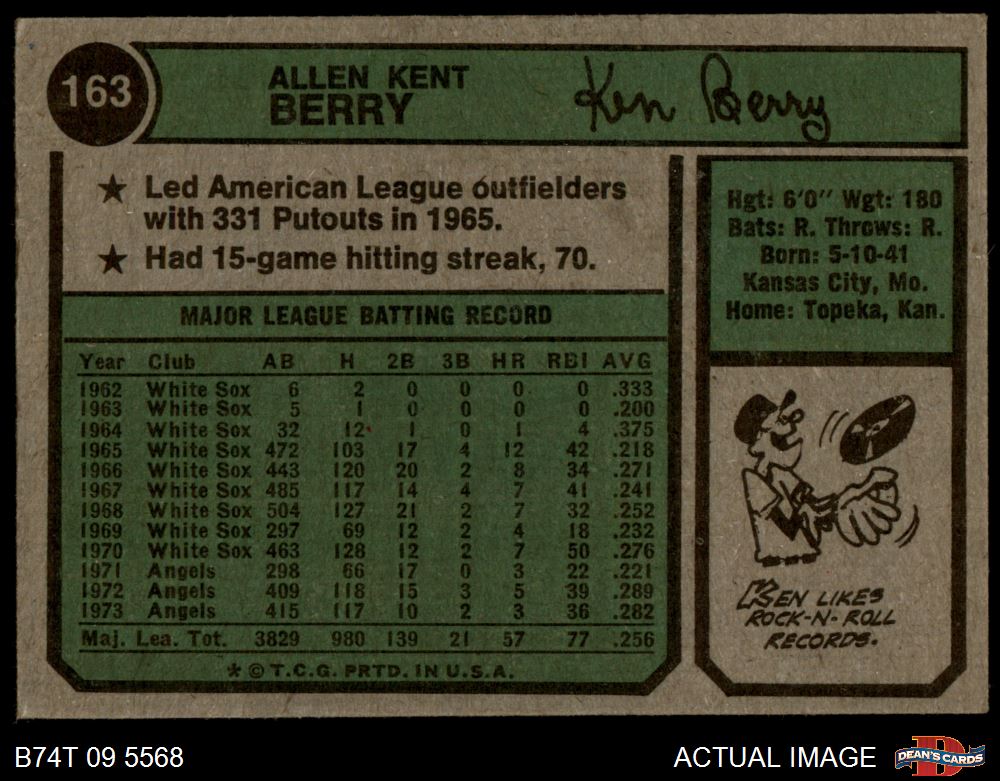 163
ALLEN KENT
BERRY
Ken Berry
★ Led American League outfielders
with 331 Putouts in 1965.
★ Had 15-game hitting streak, 70.
Hgt: 6'0" Wgt: 180
Bats: R. Throws: R.
Born: 5-10-41
Kansas City, Mo.
Home: Topeka, Kan.
MAJOR LEAGUE BATTING RECORD
Year Club AB H 2B 3B HR RBI AVG
1962 White Sox 6 2 0 0 0 0 .333
1963 White Sox 5 1 0 0 0 0 .200
1964 White Sox 32 12 1 0 1 4 .375
1965 White Sox 472 103 17 4 12 42 .218
1966 White Sox 443 120 20 2 8 34 .271
1967 White Sox 485 117 14 4 7 41 .241
1968 White Sox 504 127 21 2 7 32 .252
1969 White Sox 297 69 12 2 4 18 .232
1970 White Sox 463 128 12 2 7 50 .276
1971 Angels 298 66 17 0 3 22 .221
1972 Angels 409 118 15 3 5 39 .289
1973 Angels 415 117 10 2 3 36 .282
Maj. Lea. Tot. 3829 980 139 21 57 77 .256
* © T.C.G. PRTD. IN U.S.A.
KEN LIKES
ROCK-N-ROLL
RECORDS.
B74T 09 5568
ACTUAL IMAGE
D
DEAN'S CARDS